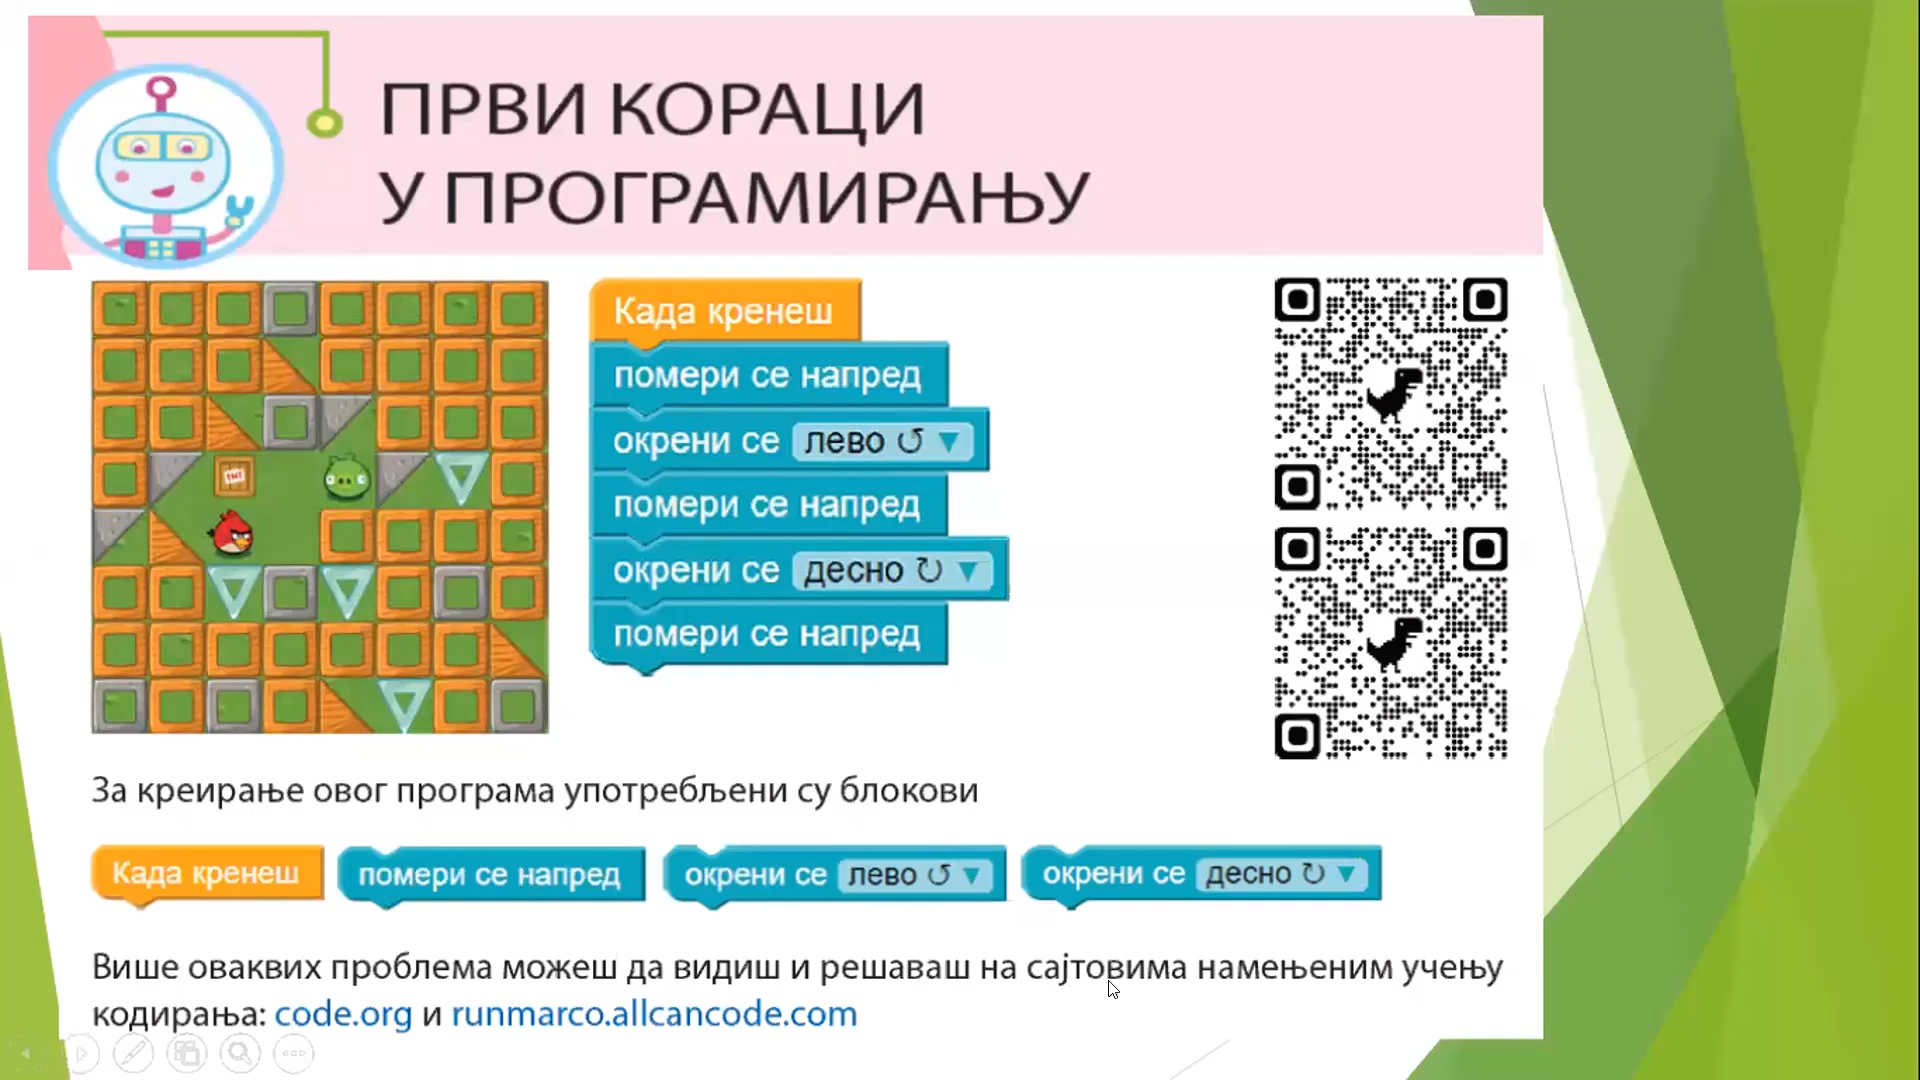 ПРВИ КОРАЦИ
У ПРОГРАМИРАЊУ
Када кренеш
помери се напред
окрени се лево ↺ ▼
помери се напред
окрени се десно ↻ ▼
помери се напред
TNT
За креирање овог програма употребљени су блокови
Када кренеш помери се напред окрени се лево ↺ ▼ окрени се десно ↻ ▼
Више оваквих проблема можеш да видиш и решаваш на сајтовима намењеним учењу
кодирања: code.org и runmarco.allcancode.com